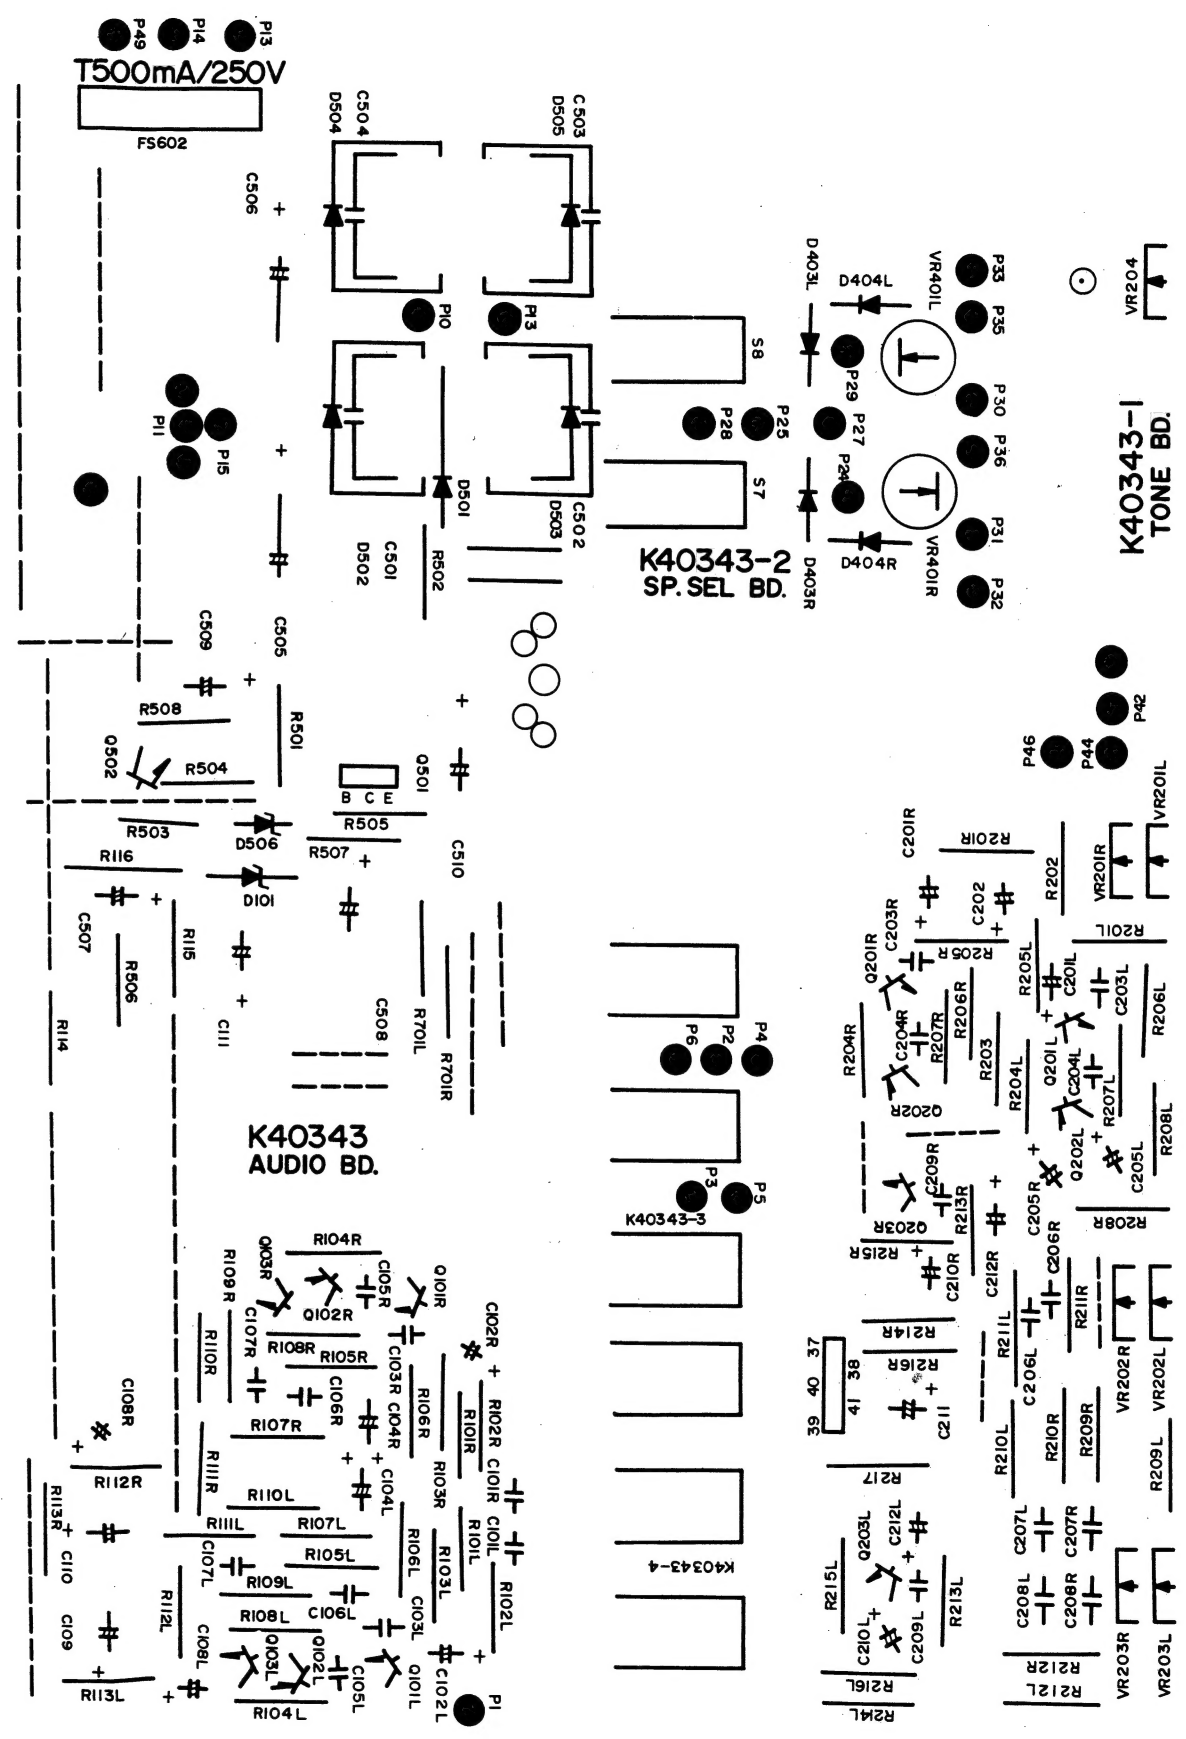 P49
P14
P13
T500mA/250V
FS602
C504
D504
C503
D505
C506
P10
P13
D403L
D404L
VR401L
P33
P35
VR204
S8
P29
P30
P28
P25
P27
P36
K40343-1
TONE BD.
P11
P15
P24
S7
D501
C502
D503
C501
D502
R502
K40343-2
SP. SEL BD.
D403R
D404R
VR401R
P31
P32
C509
C505
R508
R501
Q502
R504
Q501
B C E
P42
P46
P44
VR201L
R503
D506
R505
R507
R116
D101
C510
C201R
R201R
R202
VR201R
C507
R115
R506
C203R
C202
Q201R
R205R
R205L
C201L
R201L
C203L
R206L
R114
C111
C508
R701L
R701R
P6
P2
P4
R204R
C204R
R207R
R206R
R203
R204L
Q201L
C204L
R207L
R208L
Q202R
Q202L
C205L
K40343
AUDIO BD.
P3
P5
K40343-3
C209R
Q203R
R213R
C205R
R208R
R215R
C210R
C212R
C206R
R109R
Q103R
R104R
C105R
Q101R
Q102R
C107R
R108R
R105R
C103R
C102R
R110R
C106R
C104R
R106R
R101R
R102R
R214R
37
R216R
38
40
41
39
C211
R211L
C206L
R211R
VR202R
VR202L
C108R
R107R
R112R
R111R
C104L
R103R
C101R
R217
R210L
R210R
R209R
R209L
R113R
R110L
R111L
R107L
C110
C107L
R105L
R106L
R103L
R101L
C101L
R102L
K40343-4
R215L
Q203L
C212L
C207L
C207R
R109L
C106L
C103L
C109
R112L
R108L
C108L
Q103L
Q102L
C105L
Q101L
C102L
C210L
C209L
R213L
C208L
C208R
R113L
R104L
P1
R216L
R214L
R212R
R212L
VR203R
VR203L